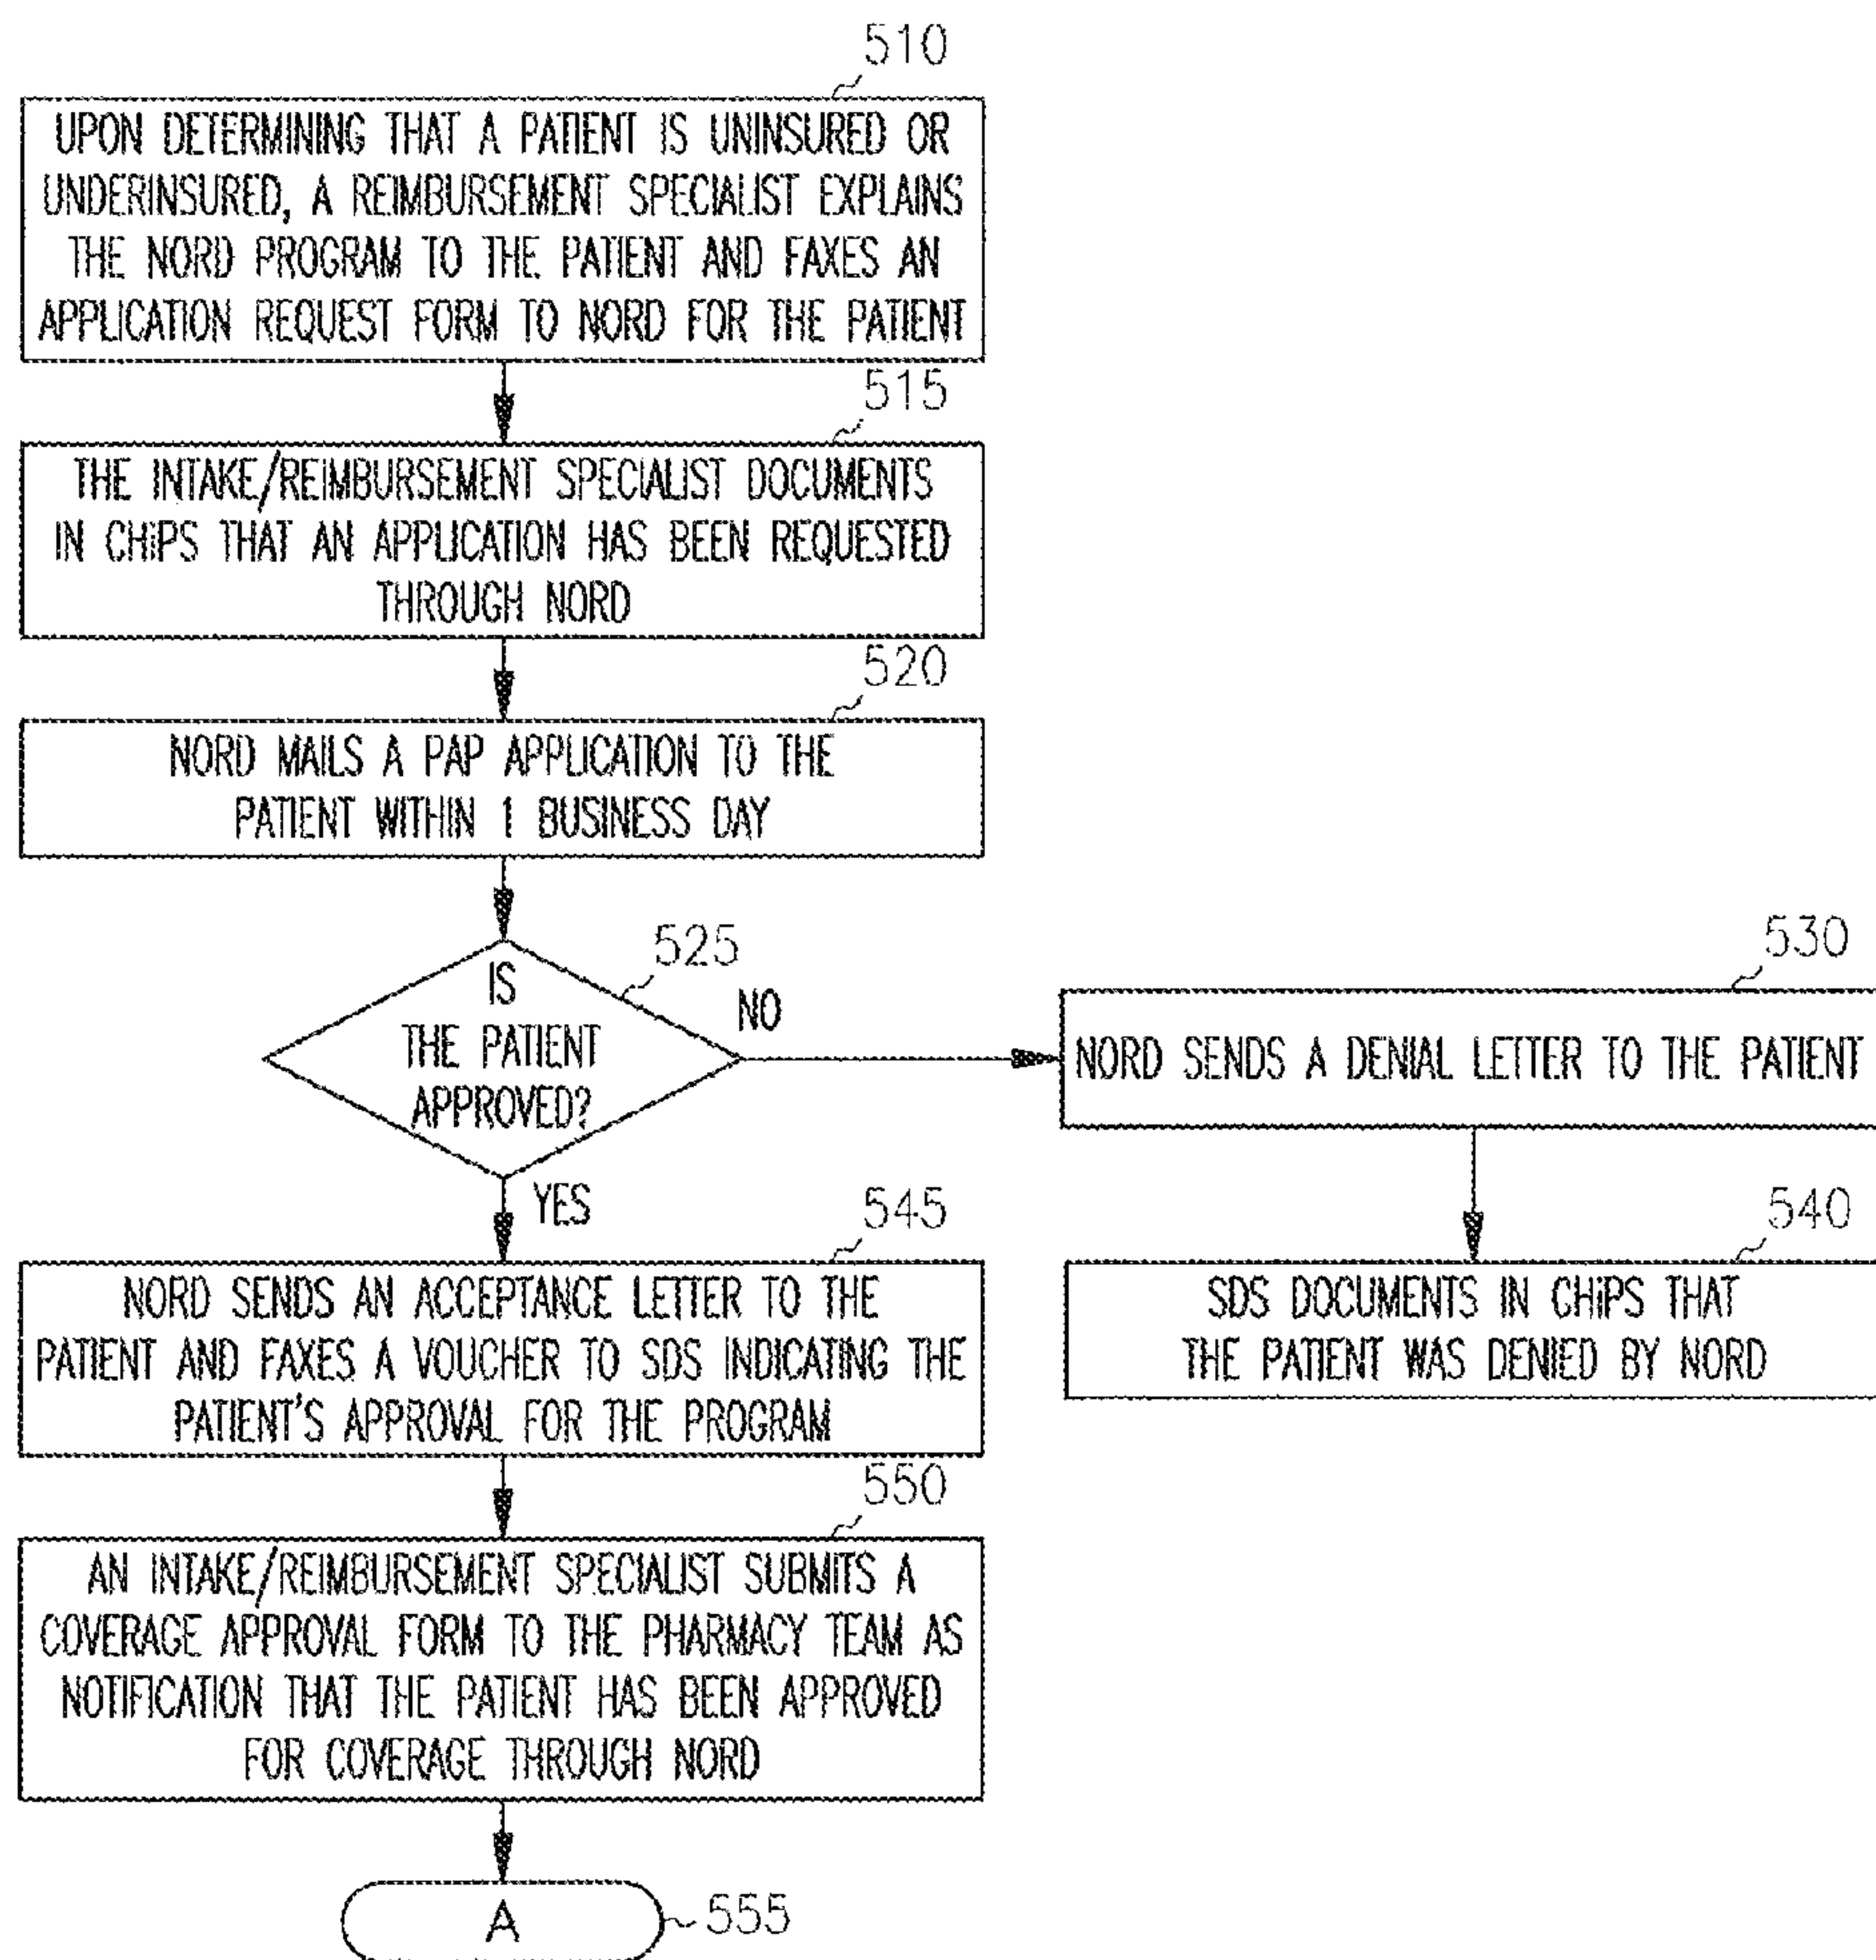 510
UPON DETERMINING THAT A PATIENT IS UNINSURED OR
UNDERINSURED, A REIMBURSEMENT SPECIALIST EXPLAINS
THE NORD PROGRAM TO THE PATIENT AND FAXES AN
APPLICATION REQUEST FORM TO NORD FOR THE PATIENT
515
THE INTAKE/REIMBURSEMENT SPECIALIST DOCUMENTS
IN CHiPS THAT AN APPLICATION HAS BEEN REQUESTED
THROUGH NORD
520
NORD MAILS A PAP APPLICATION TO THE
PATIENT WITHIN 1 BUSINESS DAY
525
IS
THE PATIENT
APPROVED?
NO
530
NORD SENDS A DENIAL LETTER TO THE PATIENT
540
SDS DOCUMENTS IN CHiPS THAT
THE PATIENT WAS DENIED BY NORD
YES
545
NORD SENDS AN ACCEPTANCE LETTER TO THE
PATIENT AND FAXES A VOUCHER TO SDS INDICATING THE
PATIENT'S APPROVAL FOR THE PROGRAM
550
AN INTAKE/REIMBURSEMENT SPECIALIST SUBMITS A
COVERAGE APPROVAL FORM TO THE PHARMACY TEAM AS
NOTIFICATION THAT THE PATIENT HAS BEEN APPROVED
FOR COVERAGE THROUGH NORD
A
555